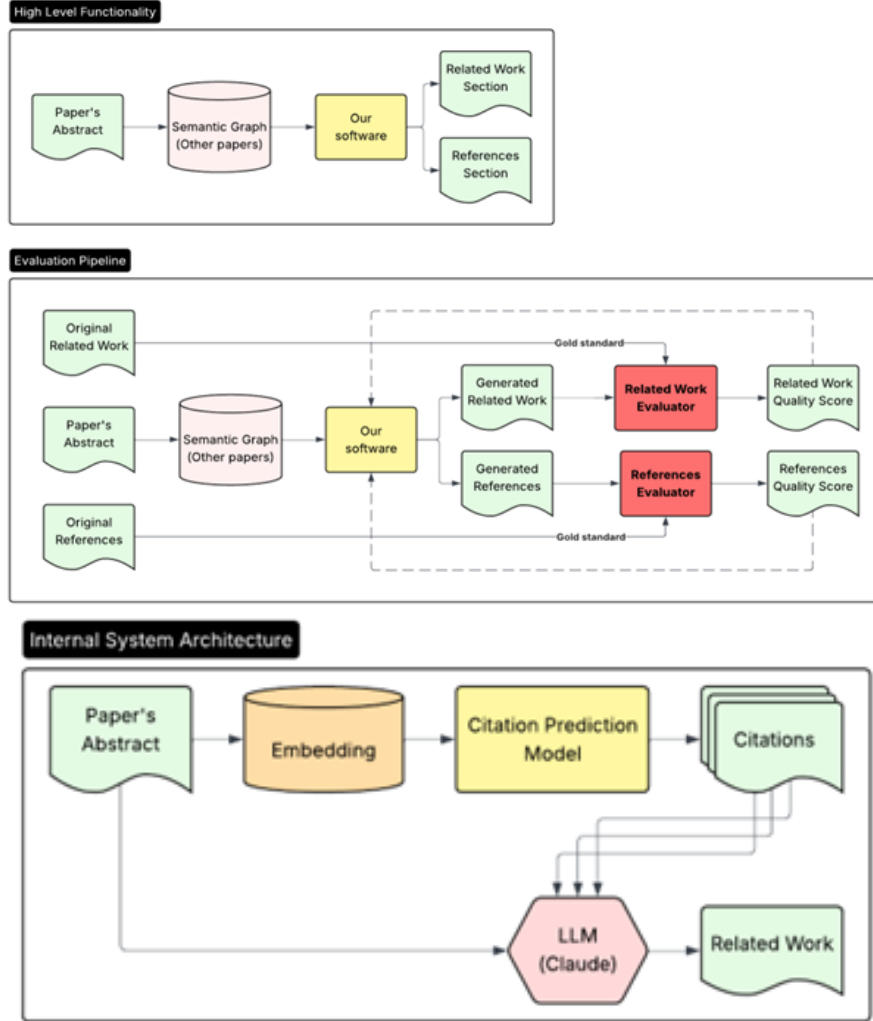 High Level Functionality
Paper's
Abstract
Semantic Graph
(Other papers)
Our
software
Related Work
Section
References
Section
Evaluation Pipeline
Original
Related Work
Gold standard
Paper's
Abstract
Semantic Graph
(Other papers)
Our
software
Generated
Related Work
Related Work
Evaluator
Related Work
Quality Score
Generated
References
References
Evaluator
References
Quality Score
Original
References
Gold standard
Internal System Architecture
Paper's
Abstract
Embedding
Citation Prediction
Model
Citations
LLM
(Claude)
Related Work